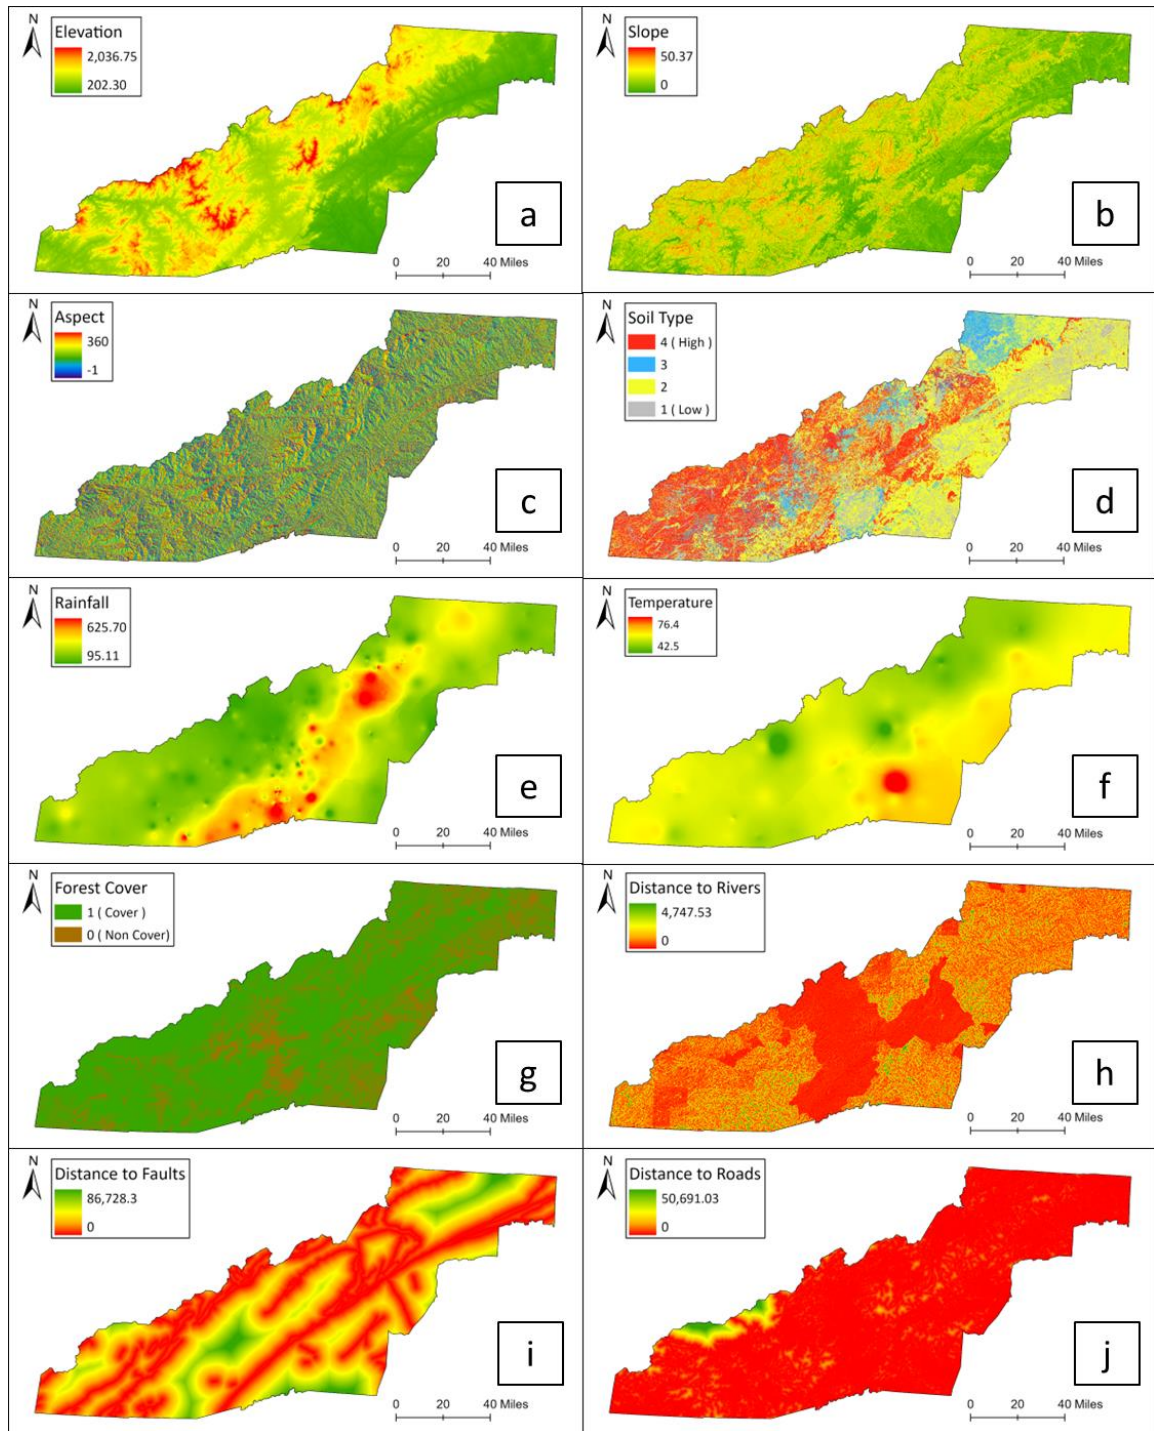 N
Elevation
2,036.75
202.30
a
0 20 40 Miles
N
Slope
50.37
0
b
0 20 40 Miles
N
Aspect
360
-1
c
0 20 40 Miles
N
Soil Type
4 ( High )
3
2
1 ( Low )
d
0 20 40 Miles
N
Rainfall
625.70
95.11
e
0 20 40 Miles
N
Temperature
76.4
42.5
f
0 20 40 Miles
N
Forest Cover
1 ( Cover )
0 ( Non Cover)
g
0 20 40 Miles
N
Distance to Rivers
4,747.53
0
h
0 20 40 Miles
N
Distance to Faults
86,728.3
0
i
0 20 40 Miles
N
Distance to Roads
50,691.03
0
j
0 20 40 Miles